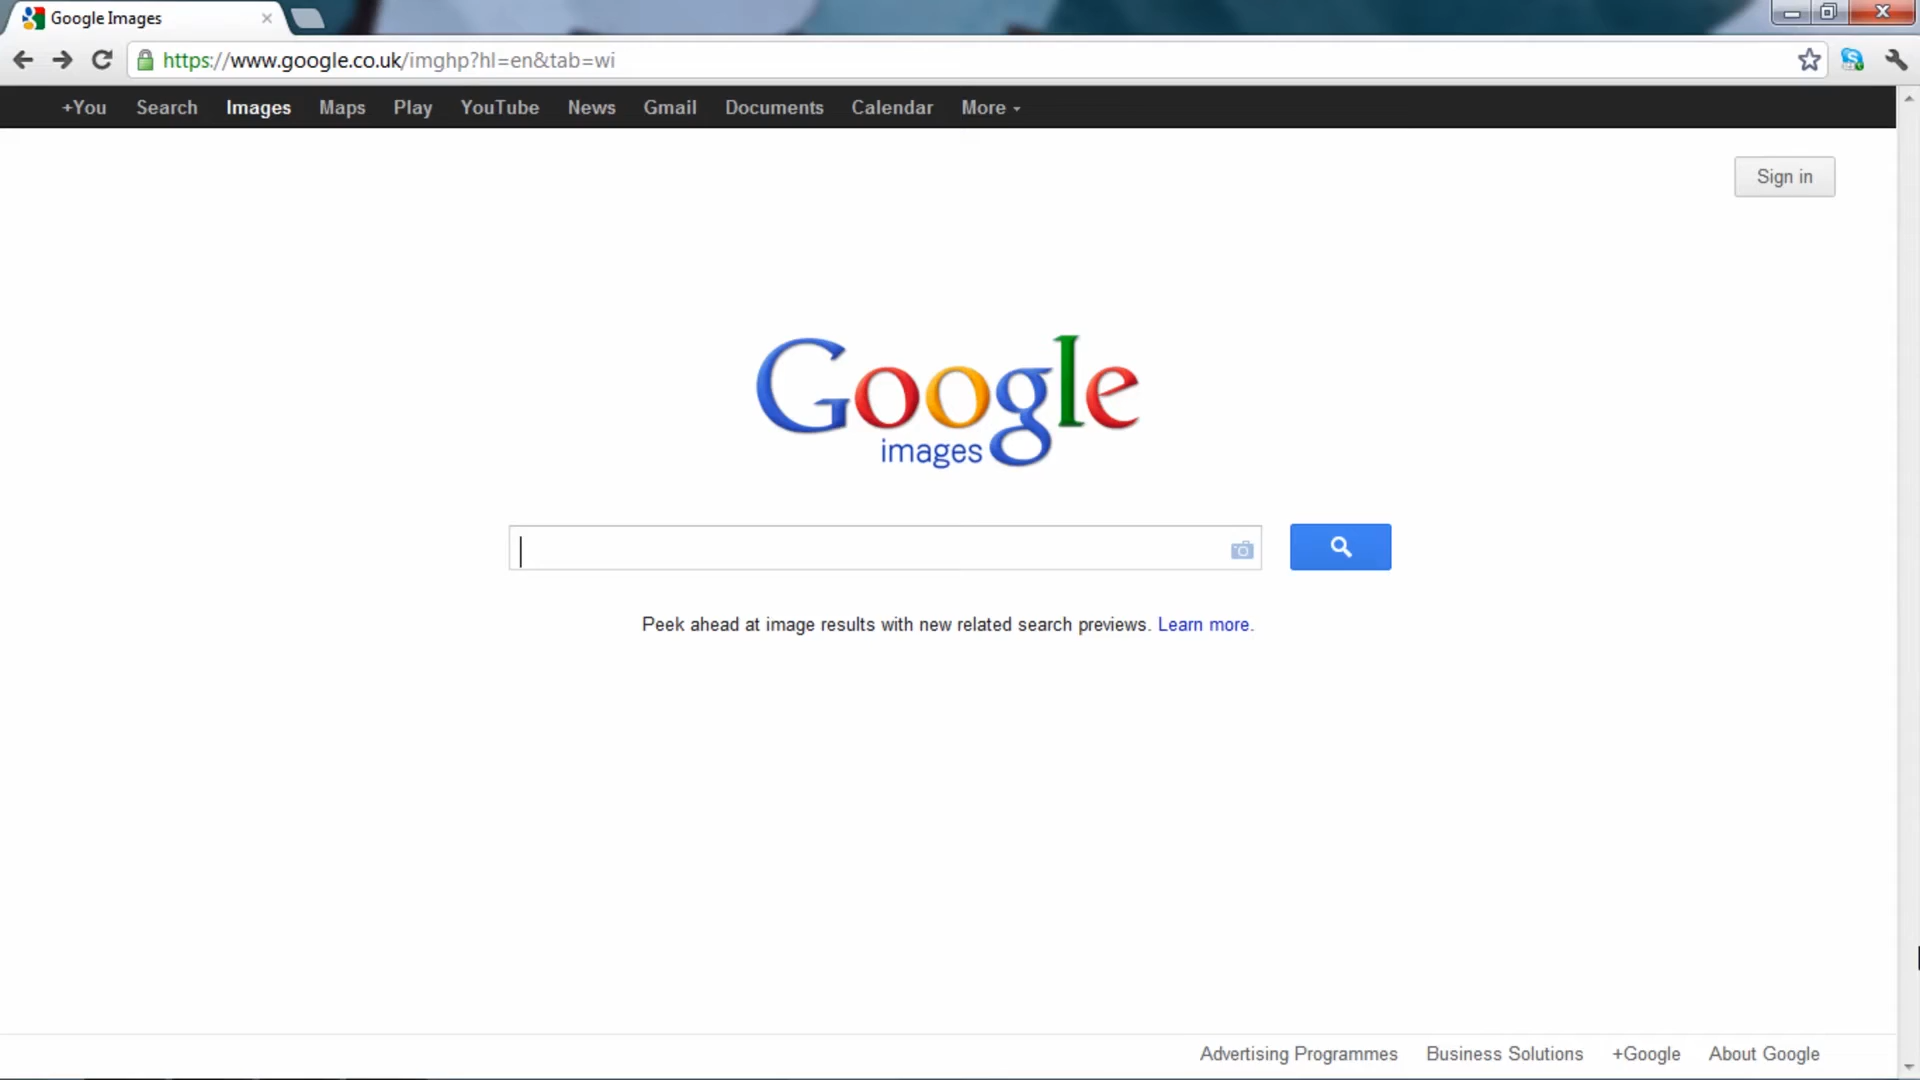 Google Images
https://www.google.co.uk/imghp?hl=en&tab=wi
+You Search Images Maps Play YouTube News Gmail Documents Calendar More
Sign in
Google
images
Peek ahead at image results with new related search previews. Learn more.
Advertising Programmes Business Solutions +Google About Google